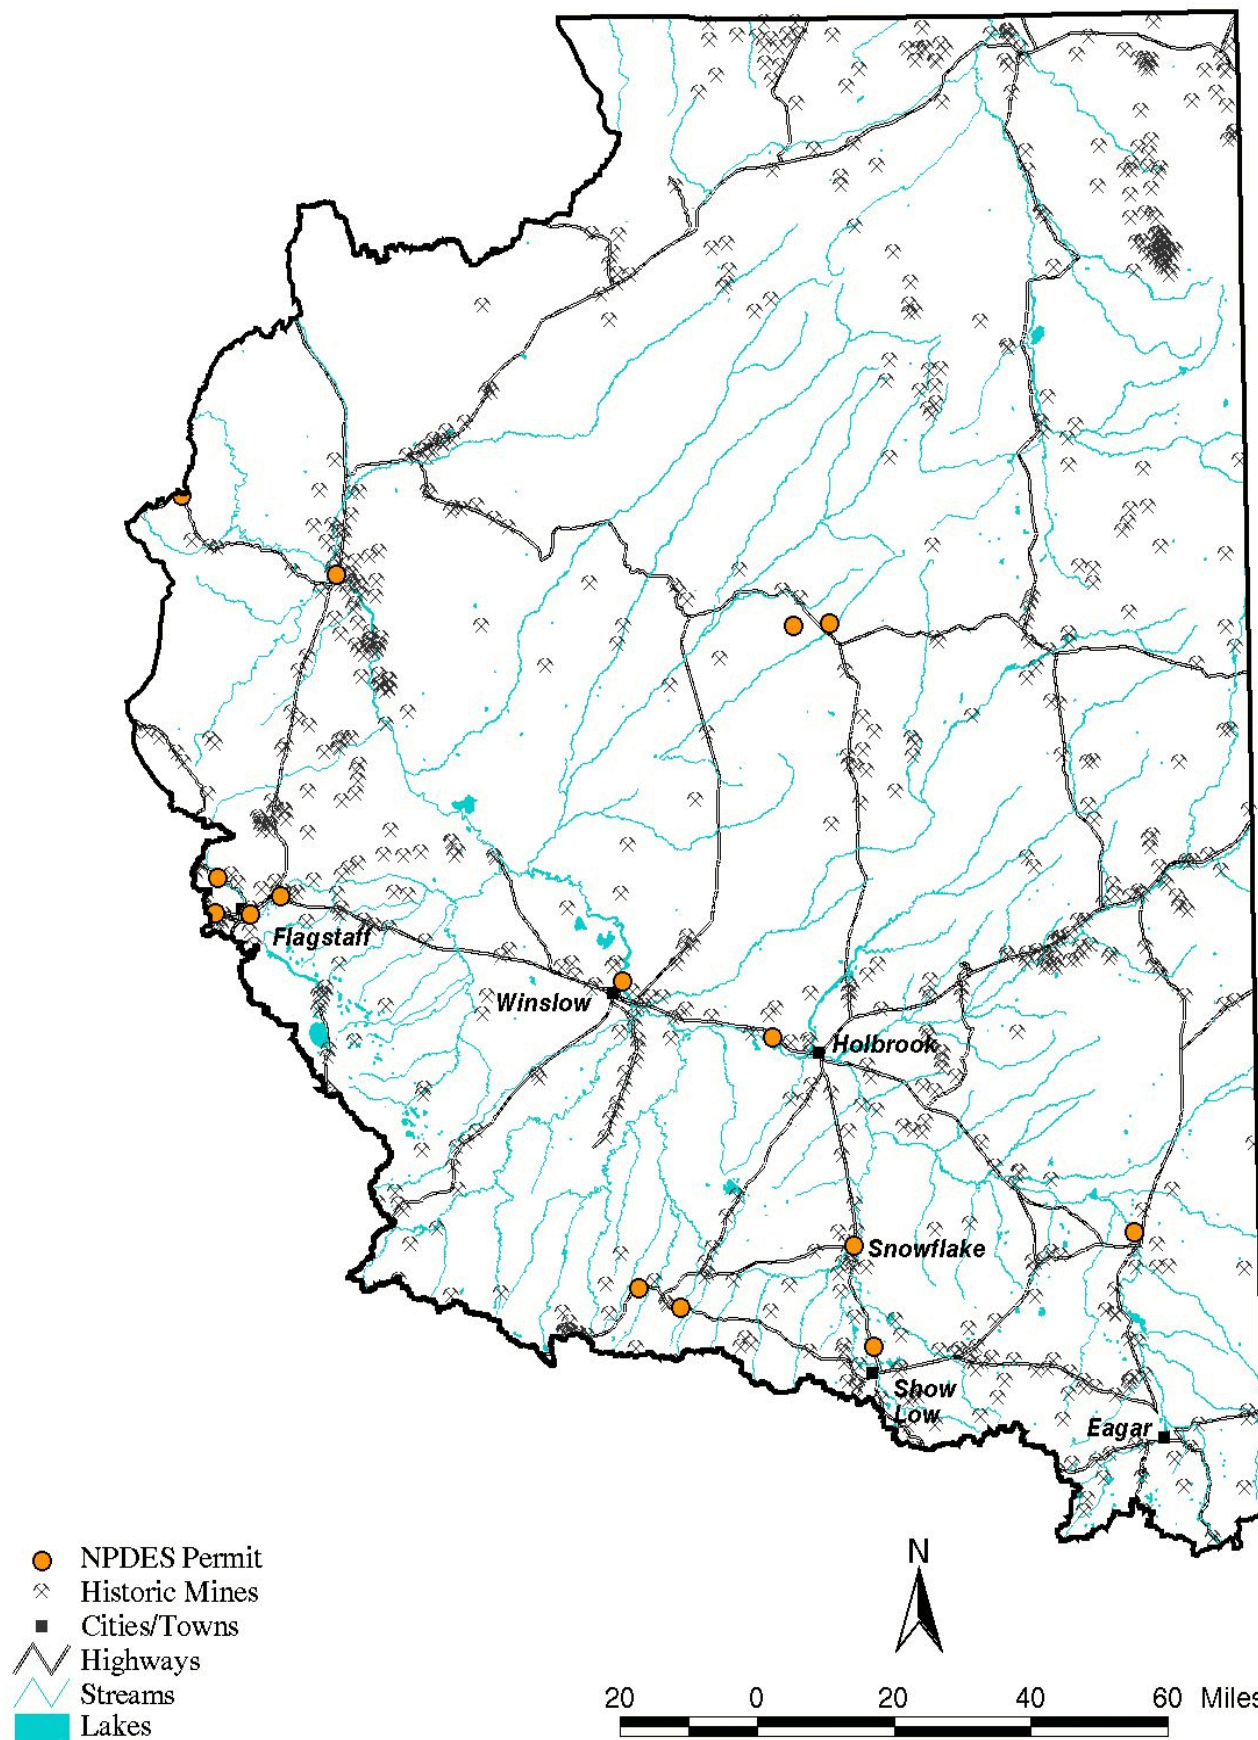 Flagstaff
Winslow
Holbrook
Snowflake
Show
Low
Eagar
NPDES Permit
Historic Mines
Cities/Towns
Highways
Streams
Lakes
N
20 0 20 40 60 Miles